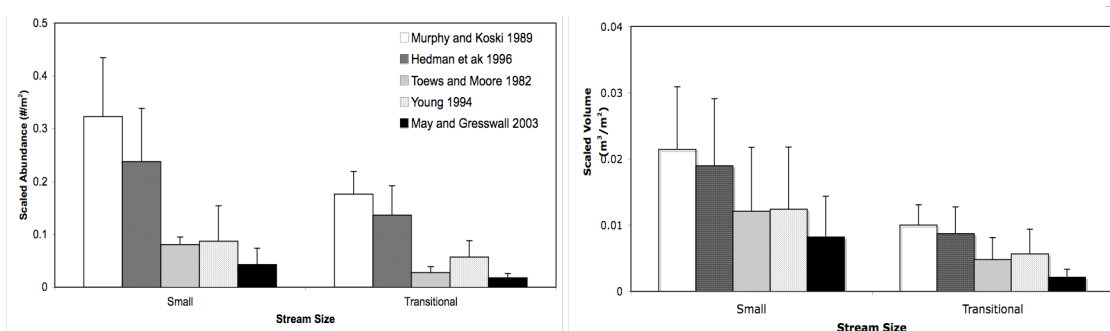 0.5
0.4
0.3
0.2
0.1
0
Scaled Abundance (#/m²)
Murphy and Koski 1989
Hedman et ak 1996
Toews and Moore 1982
Young 1994
May and Gresswall 2003
Small
Transitional
Stream Size
0.04
0.03
0.02
0.01
0
Scaled Volume
(m³/m²)
Small
Transitional
Stream Size